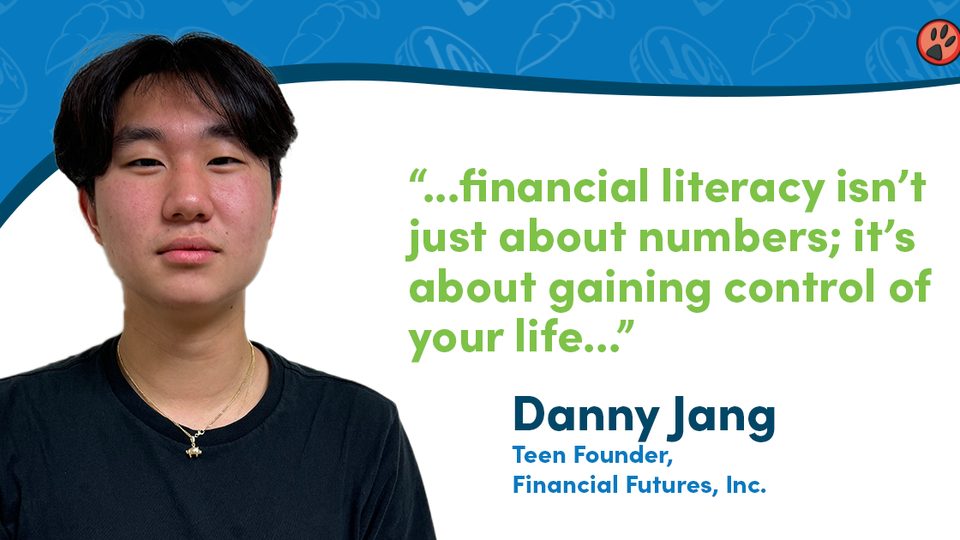 “...financial literacy isn’t
just about numbers; it’s
about gaining control of
your life...”
Danny Jang
Teen Founder,
Financial Futures, Inc.